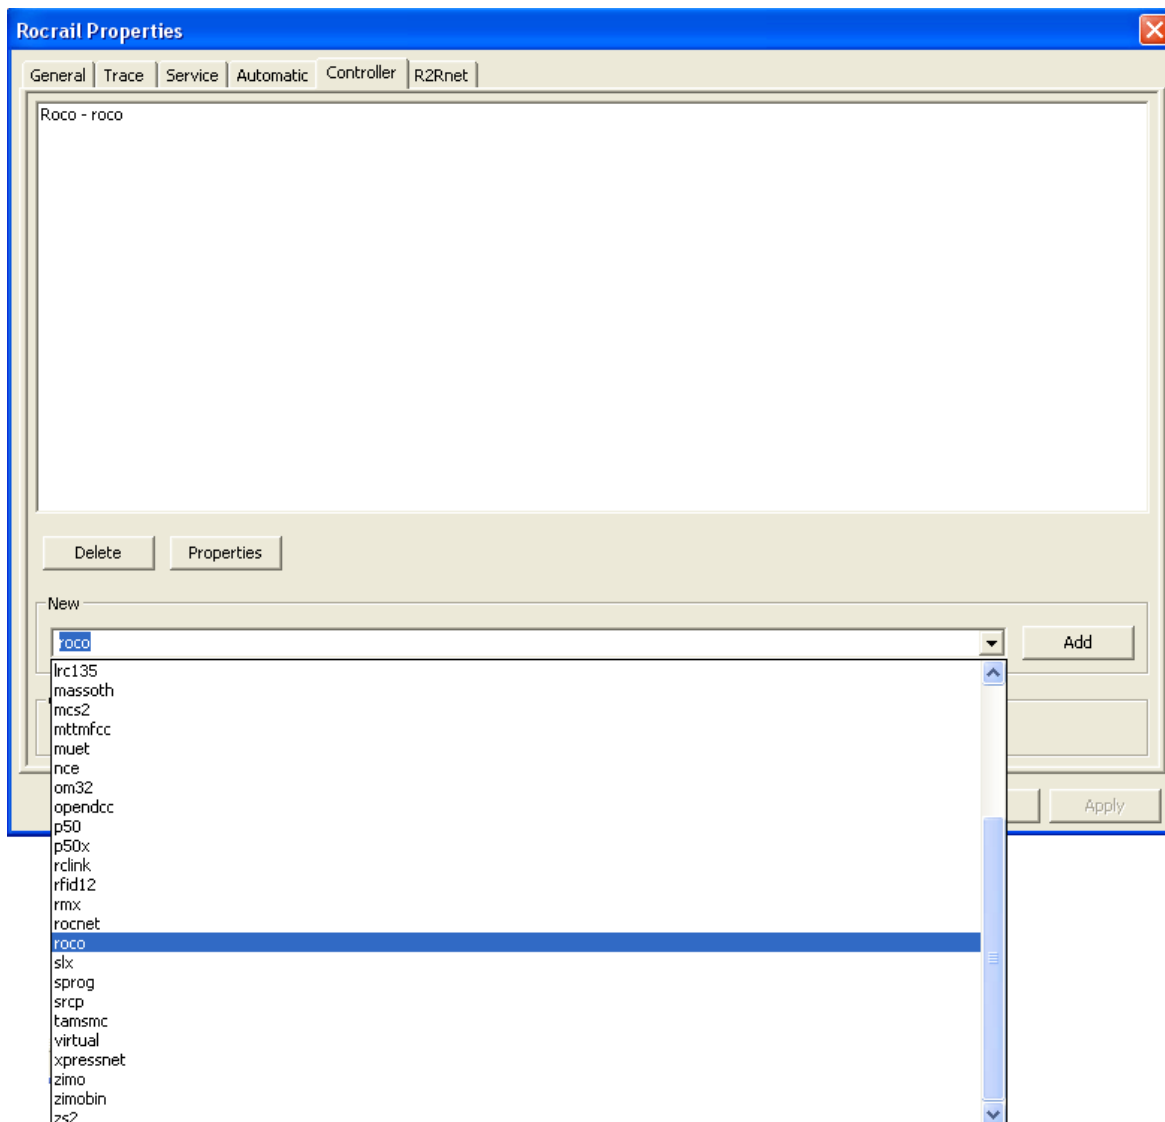 Rocrail Properties
General Trace Service Automatic Controller R2Rnet
Roco - roco
Delete Properties
New
roco Add
lrc135
massoth
mcs2
mttmfcc
muet
nce
om32
opendcc
p50
p50x
rclink
rfid12
rmx
rocnet
roco
slx
sprog
srcp
tamsmc
virtual
xpressnet
zimo
zimobin
zs2
Apply